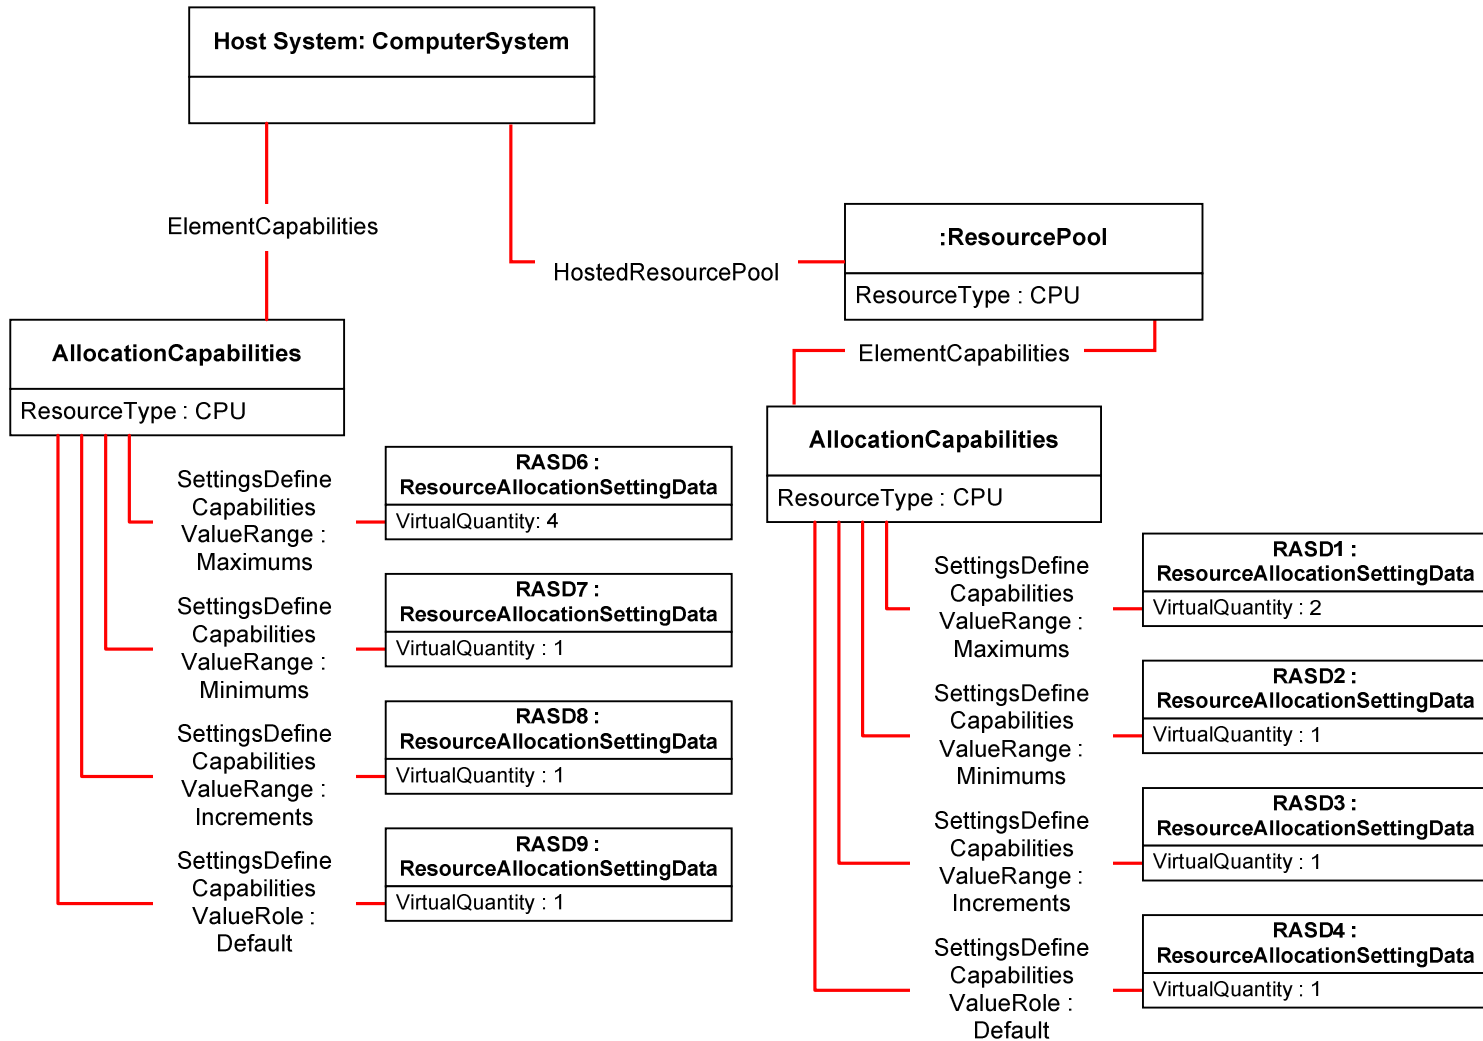 Host System: ComputerSystem
ElementCapabilities
HostedResourcePool
:ResourcePool
ResourceType : CPU
ElementCapabilities
AllocationCapabilities
ResourceType : CPU
SettingsDefine
Capabilities
ValueRange :
Maximums
RASD6 :
ResourceAllocationSettingData
VirtualQuantity: 4
SettingsDefine
Capabilities
ValueRange :
Minimums
RASD7 :
ResourceAllocationSettingData
VirtualQuantity : 1
SettingsDefine
Capabilities
ValueRange :
Increments
RASD8 :
ResourceAllocationSettingData
VirtualQuantity : 1
SettingsDefine
Capabilities
ValueRole :
Default
RASD9 :
ResourceAllocationSettingData
VirtualQuantity : 1
AllocationCapabilities
ResourceType : CPU
SettingsDefine
Capabilities
ValueRange :
Maximums
RASD1 :
ResourceAllocationSettingData
VirtualQuantity : 2
SettingsDefine
Capabilities
ValueRange :
Minimums
RASD2 :
ResourceAllocationSettingData
VirtualQuantity : 1
SettingsDefine
Capabilities
ValueRange :
Increments
RASD3 :
ResourceAllocationSettingData
VirtualQuantity : 1
SettingsDefine
Capabilities
ValueRole :
Default
RASD4 :
ResourceAllocationSettingData
VirtualQuantity : 1